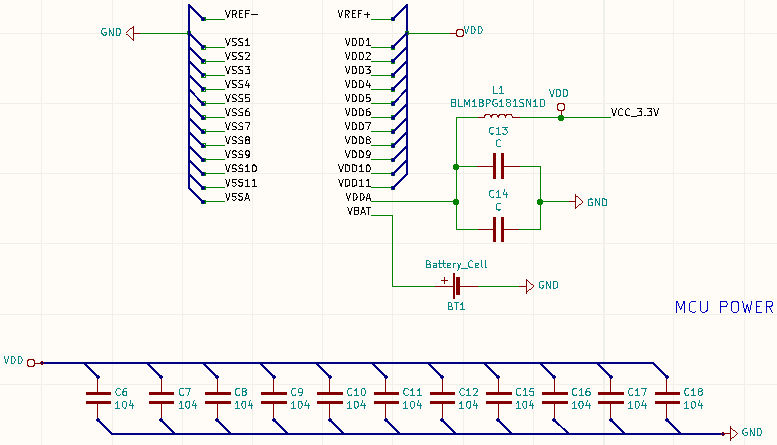 VREF- VREF+
GND VDD
VSS1 VDD1
VSS2 VDD2
VSS3 VDD3
VSS4 VDD4
VSS5 VDD5
VSS6 VDD6
VSS7 VDD7
VSS8 VDD8
VSS9 VDD9
VSS10 VDD10
VSS11 VDD11
VSSA VDDA
VBAT
L1
BLM18PG181SN1D
VDD
VCC_3.3V
C13
C
C14
C
GND
Battery_Cell
+
BT1
GND
MCU POWER
VDD
C6 C7 C8 C9 C10 C11 C12 C15 C16 C17 C18
104 104 104 104 104 104 104 104 104 104 104
GND